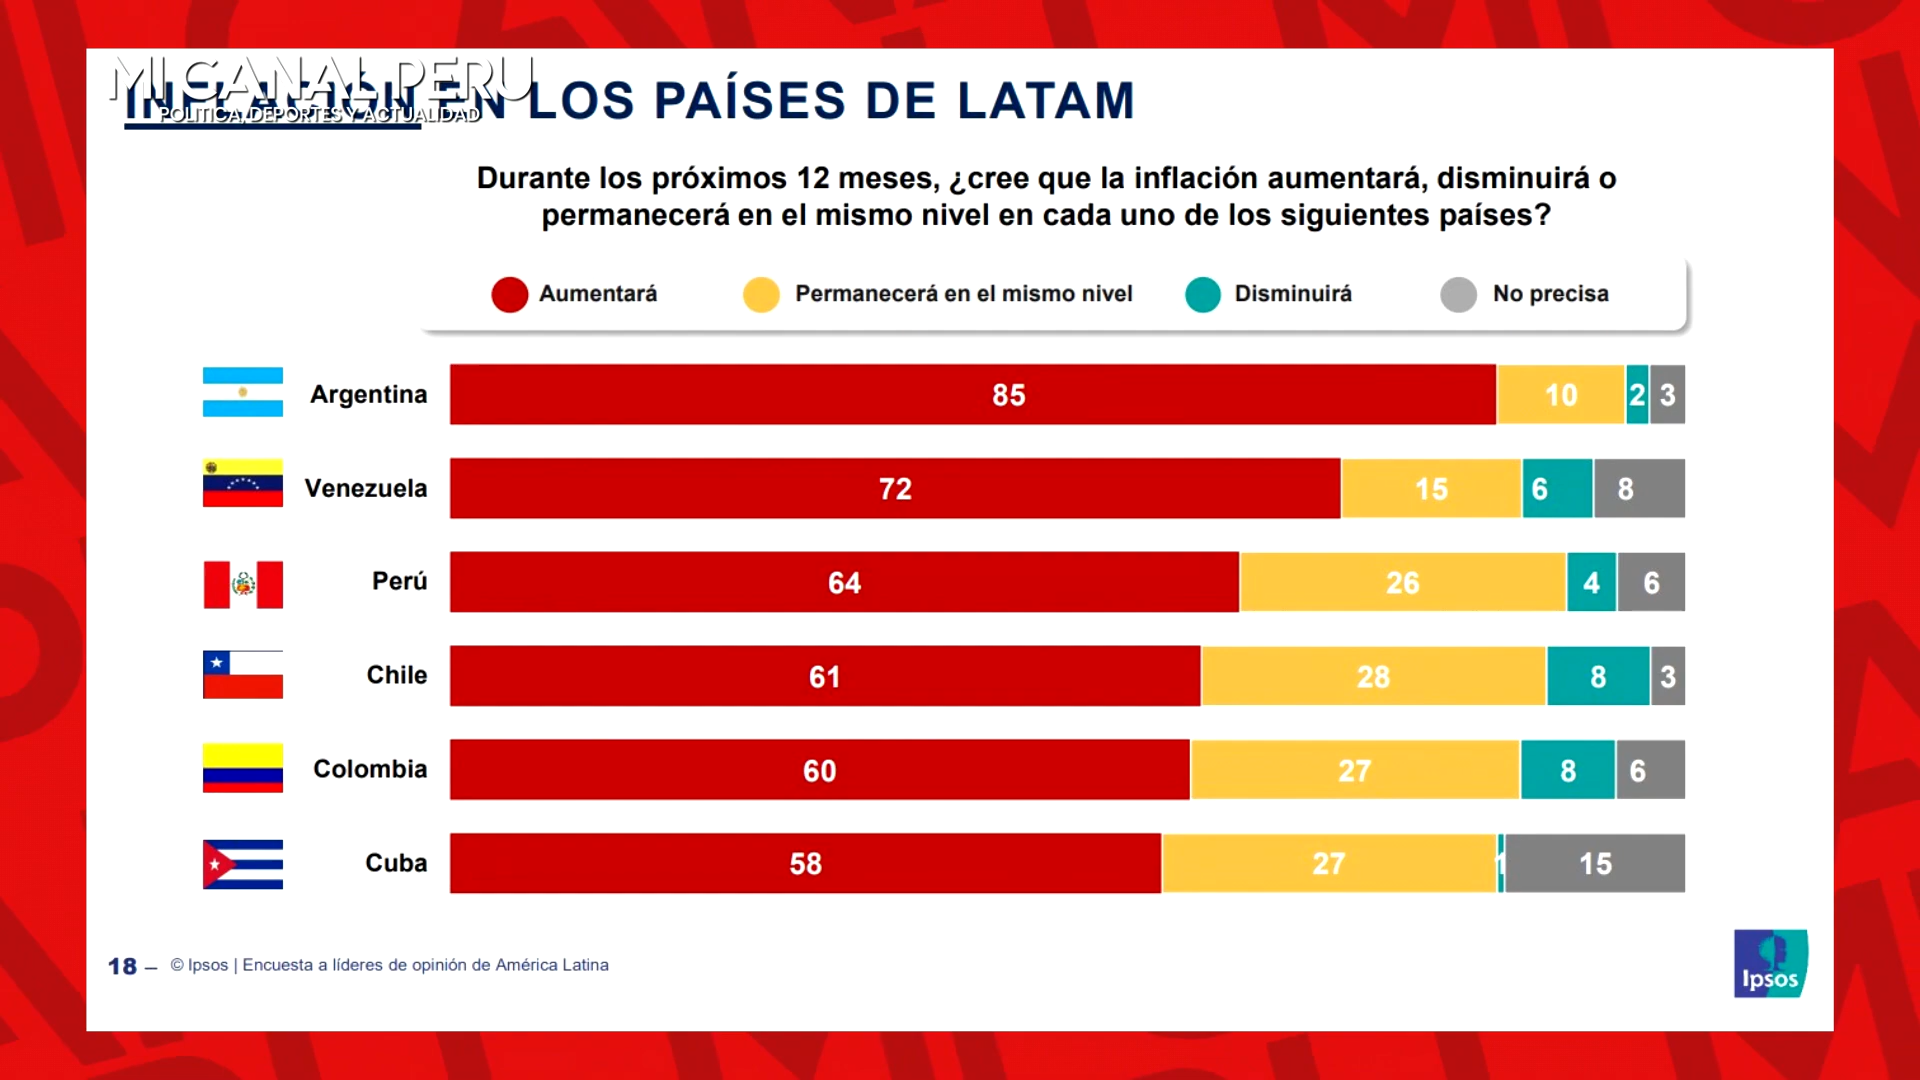 MI CANAL PERU
POLITICA, DEPORTES Y ACTUALIDAD
INFLACIÓN EN LOS PAÍSES DE LATAM
Durante los próximos 12 meses, ¿cree que la inflación aumentará, disminuirá o
permanecerá en el mismo nivel en cada uno de los siguientes países?
Aumentará Permanecerá en el mismo nivel Disminuirá No precisa
Argentina 85 10 2 3
Venezuela 72 15 6 8
Perú 64 26 4 6
Chile 61 28 8 3
Colombia 60 27 8 6
Cuba 58 27 1 15
18 – © Ipsos | Encuesta a líderes de opinión de América Latina
Ipsos